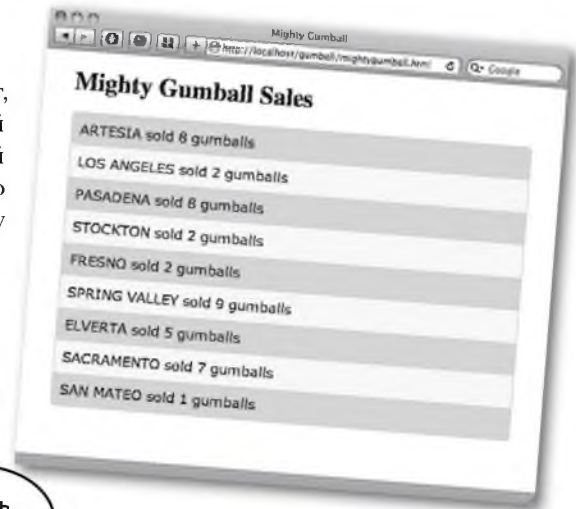 Mighty Gumball
http://localhost/gumball/mightygumball.html
Google
Mighty Gumball Sales
ARTESIA sold 8 gumballs
LOS ANGELES sold 2 gumballs
PASADENA sold 8 gumballs
STOCKTON sold 2 gumballs
FRESNO sold 2 gumballs
SPRING VALLEY sold 9 gumballs
ELVERTA sold 5 gumballs
SACRAMENTO sold 7 gumballs
SAN MATEO sold 1 gumballs